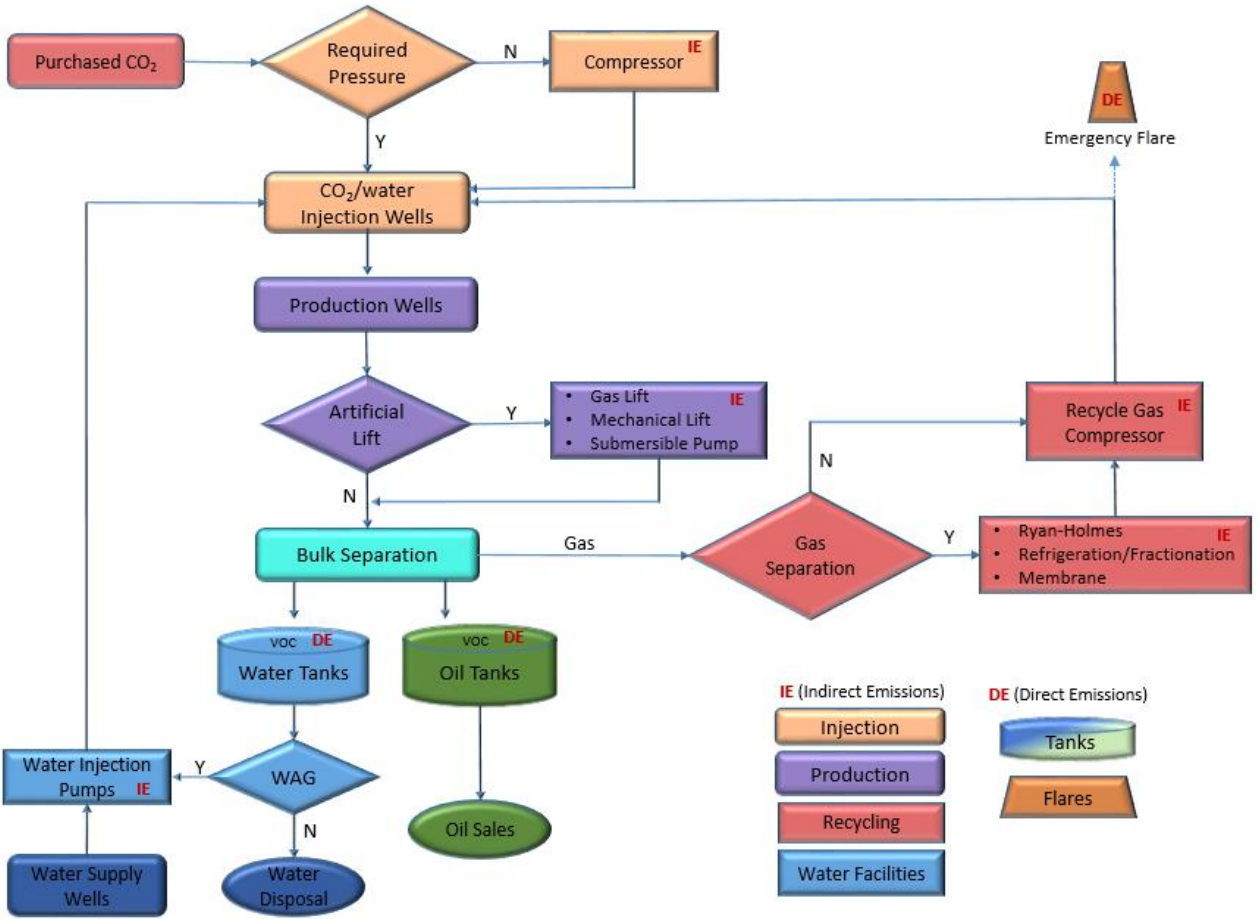 Purchased CO₂
Required
Pressure
N
Compressor
IE
DE
Emergency Flare
Y
CO₂/water
Injection Wells
Production Wells
Artificial
Lift
Y
• Gas Lift
• Mechanical Lift
• Submersible Pump
IE
N
Recycle Gas
Compressor
IE
N
Bulk Separation
Gas
Gas
Separation
Y
• Ryan-Holmes
• Refrigeration/Fractionation
• Membrane
IE
voc DE
Water Tanks
voc DE
Oil Tanks
Water Injection
Pumps IE
Y
WAG
N
Oil Sales
Water Supply
Wells
Water
Disposal
IE (Indirect Emissions)
Injection
Production
Recycling
Water Facilities
DE (Direct Emissions)
Tanks
Flares